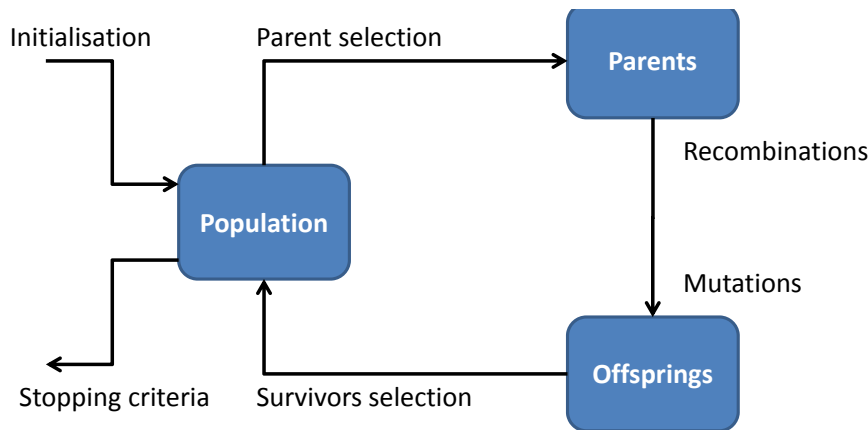 Initialisation
Parent selection
Parents
Recombinations
Population
Mutations
Offsprings
Stopping criteria
Survivors selection